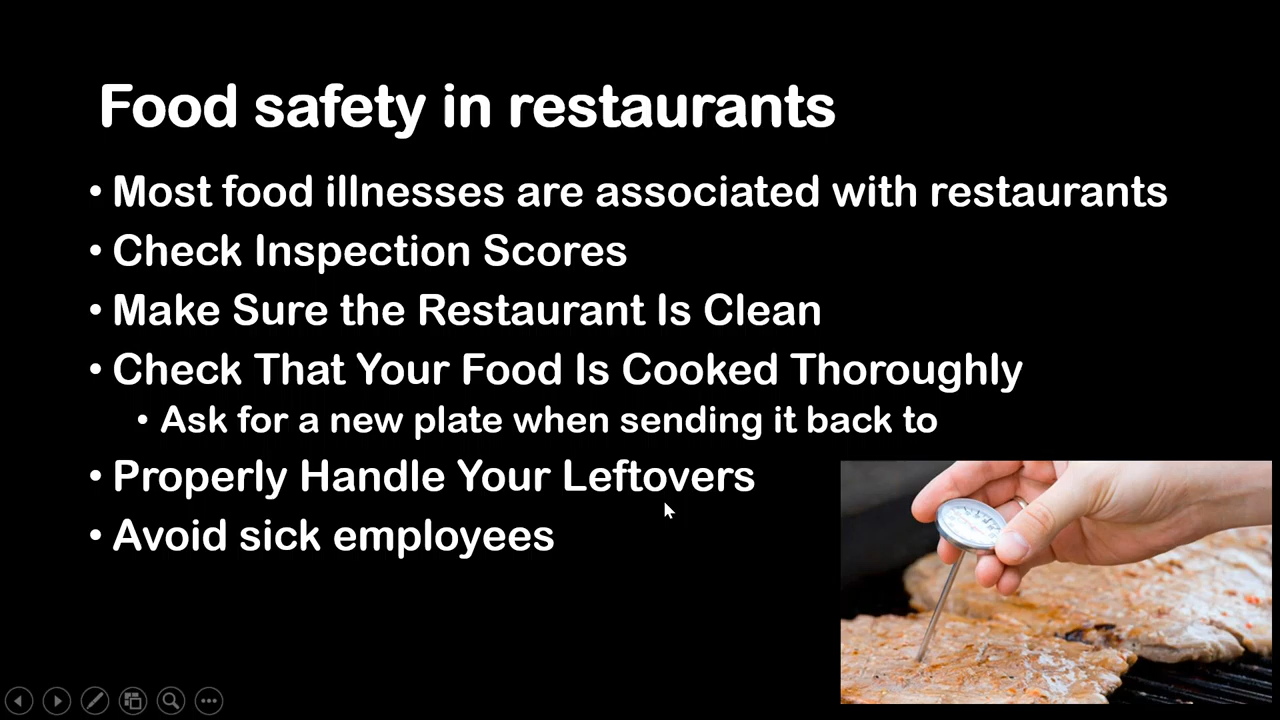 Food safety in restaurants
• Most food illnesses are associated with restaurants
• Check Inspection Scores
• Make Sure the Restaurant Is Clean
• Check That Your Food Is Cooked Thoroughly
• Ask for a new plate when sending it back to
• Properly Handle Your Leftovers
• Avoid sick employees